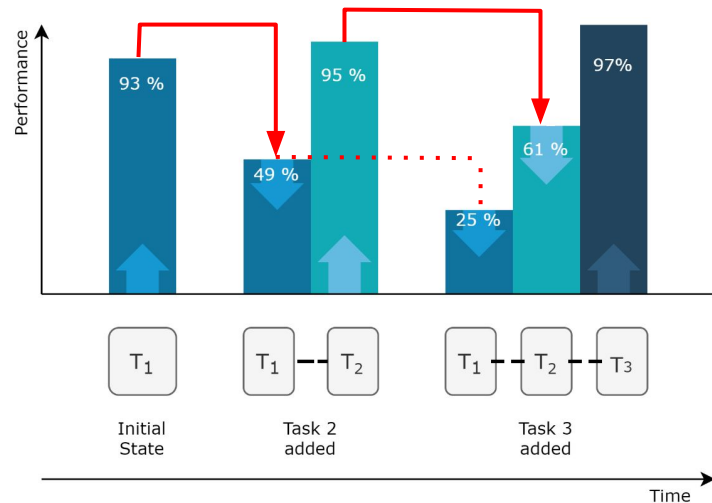 Performance
93 %
49 %
95 %
25 %
61 %
97%
T1
T1
T2
T1
T2
T3
Initial
State
Task 2
added
Task 3
added
Time